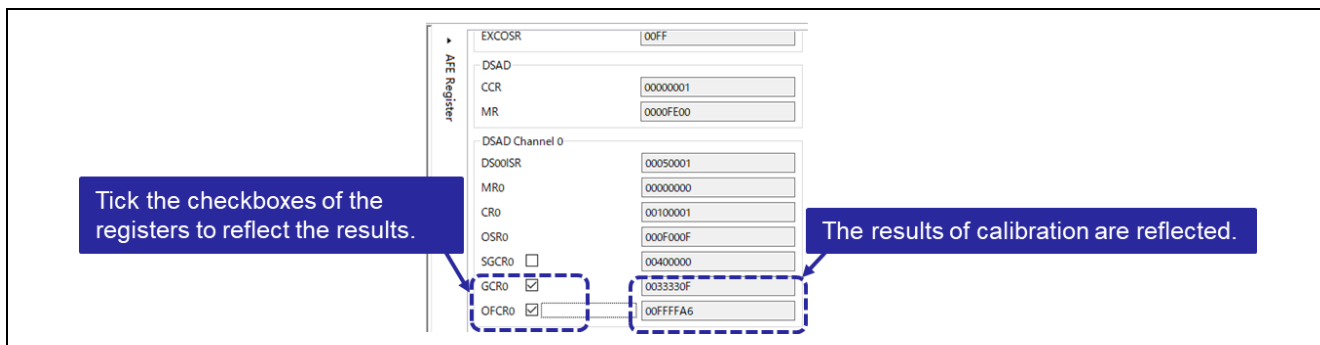 EXCOSR 00FF
AFE Register
DSAD
CCR 00000001
MR 0000FE00
DSAD Channel 0
DS00ISR 00050001
MR0 00000000
CR0 00100001
OSR0 000F000F
SGCR0 00400000
GCR0 0033330F
OFCR0 00FFFFA6
Tick the checkboxes of the
registers to reflect the results.
The results of calibration are reflected.